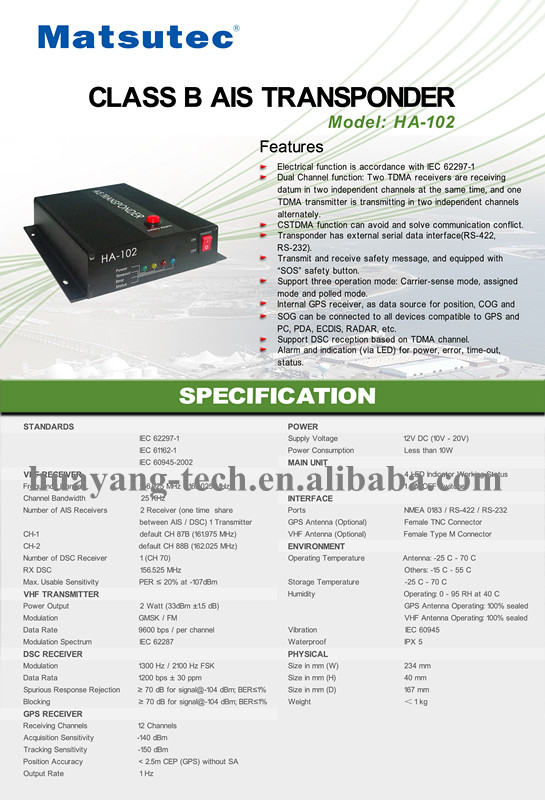 Matsutec®
CLASS B AIS TRANSPONDER
Model: HA-102
Features
Electrical function is accordance with IEC 62297-1
Dual Channel function: Two TDMA receivers are receiving
datum in two independent channels at the same time, and one
TDMA transmitter is transmitting in two independent channels
alternately.
CSTDMA function can avoid and solve communication conflict.
Transponder has external serial data interface(RS-422,
RS-232).
Transmit and receive safety message, and equipped with
“SOS” safety button.
Support three operation mode: Carrier-sense mode, assigned
mode and polled mode.
Internal GPS receiver, as data source for position, COG and
SOG can be connected to all devices compatible to GPS and
PC, PDA, ECDIS, RADAR, etc.
Support DSC reception based on TDMA channel.
Alarm and indication (via LED) for power, error, time-out,
status.
AIS TRANSPONDER
HA-102
Power
Timeout
Error
Status
SPECIFICATION
STANDARDS
IEC 62297-1
IEC 61162-1
IEC 60945-2002
VHF RECEIVER
huayang-tech.en.alibaba.com
Channel Bandwidth 25 KHz
Number of AIS Receivers 2 Receiver (one time share
between AIS / DSC) 1 Transmitter
CH-1 default CH 87B (161.975 MHz)
CH-2 default CH 88B (162.025 MHz)
Number of DSC Receiver 1 (CH 70)
RX DSC 156.525 MHz
Max. Usable Sensitivity PER ≤ 20% at -107dBm
VHF TRANSMITTER
Power Output 2 Watt (33dBm ±1.5 dB)
Modulation GMSK / FM
Data Rate 9600 bps / per channel
Modulation Spectrum IEC 62287
DSC RECEIVER
Modulation 1300 Hz / 2100 Hz FSK
Data Rata 1200 bps ± 30 ppm
Spurious Response Rejection ≥ 70 dB for signal@-104 dBm; BER≤1%
Blocking ≥ 70 dB for signal@-104 dBm; BER≤1%
GPS RECEIVER
Receiving Channels 12 Channels
Acquisition Sensitivity -140 dBm
Tracking Sensitivity -150 dBm
Position Accuracy < 2.5m CEP (GPS) without SA
Output Rate 1 Hz
POWER
Supply Voltage 12V DC (10V - 20V)
Power Consumption Less than 10W
MAIN UNIT
4 LED Indicator Working Status
INTERFACE
Ports NMEA 0183 / RS-422 / RS-232
GPS Antenna (Optional) Female TNC Connector
VHF Antenna (Optional) Female Type M Connector
ENVIRONMENT
Operating Temperature Antenna: -25 C - 70 C
Others: -15 C - 55 C
Storage Temperature -25 C - 70 C
Humidity Operating: 0 - 95 RH at 40 C
GPS Antenna Operating: 100% sealed
VHF Antenna Operating: 100% sealed
Vibration IEC 60945
Waterproof IPX 5
PHYSICAL
Size in mm (W) 234 mm
Size in mm (H) 40 mm
Size in mm (D) 167 mm
Weight ＜1 kg